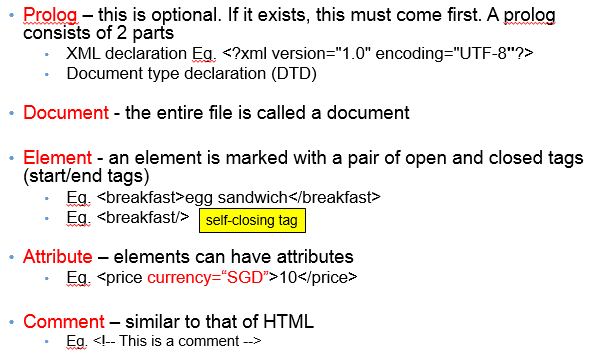 • Prolog – this is optional. If it exists, this must come first. A prolog
consists of 2 parts
• XML declaration Eg. <?xml version="1.0" encoding="UTF-8"?>
• Document type declaration (DTD)
• Document - the entire file is called a document
• Element - an element is marked with a pair of open and closed tags
(start/end tags)
• Eg. <breakfast>egg sandwich</breakfast>
• Eg. <breakfast/> self-closing tag
• Attribute – elements can have attributes
• Eg. <price currency=“SGD”>10</price>
• Comment – similar to that of HTML
• Eg. <!-- This is a comment -->